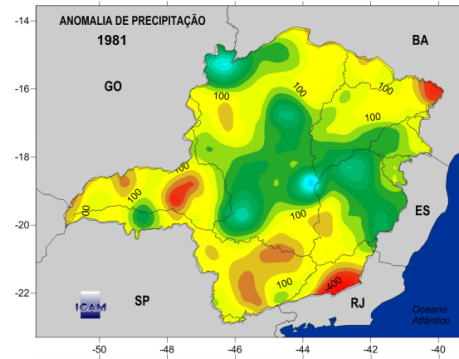 ANOMALIA DE PRECIPITAÇÃO
1981
BA
GO
ES
SP
RJ
IGAM
Oceano
Atlântico
100
100
100
100
100
100
100
100
100
-400
-14
-16
-18
-20
-22
-50
-48
-46
-44
-42
-40